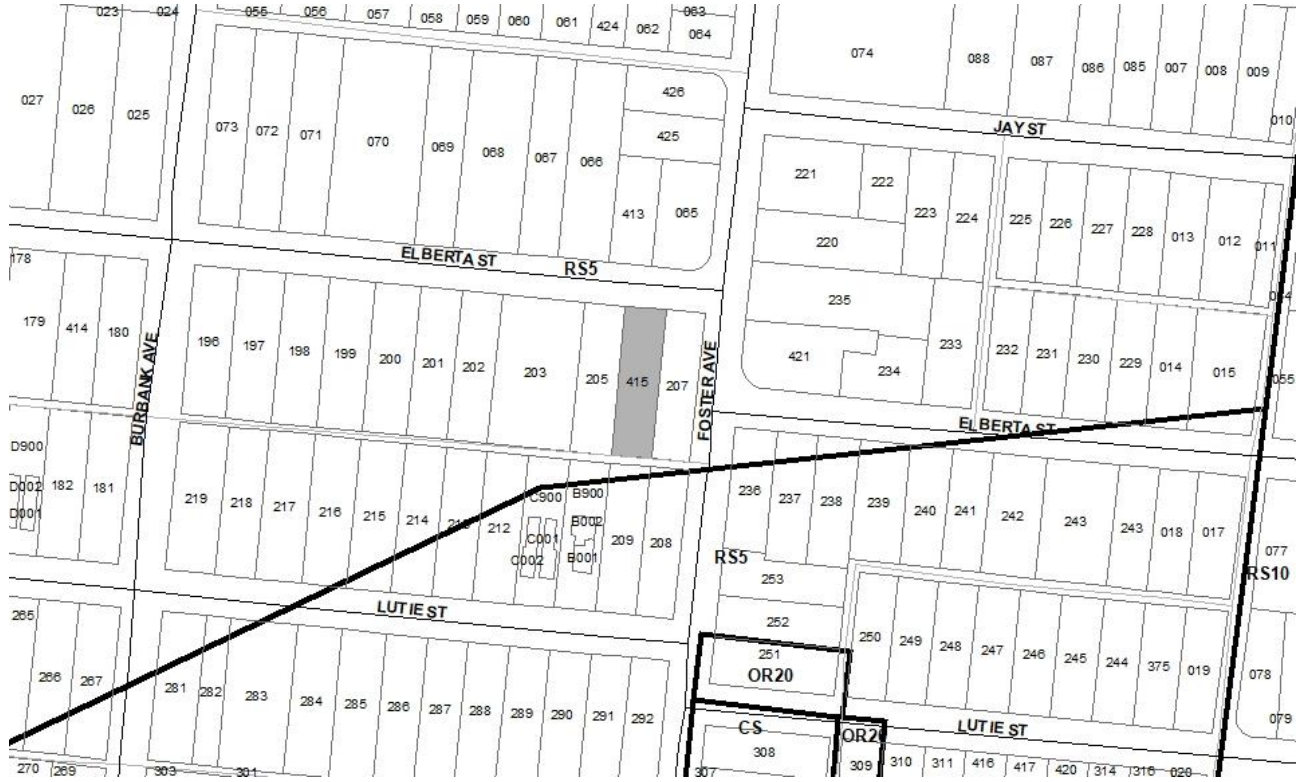 023 024 055 056 057 058 059 060 061 424 062 063
064
074 088 087 086 085 007 008 009
027 026 025
426
010
073 072 071 070 069 068 067 066 425
JAY ST
221 222
413 065 223 224 225 226 227 228 013 012 011
220
ELBERTA ST RS5
178
235
179 414 180 196 197 198 199 200 201 202 203 205 415 207
421 234 233 232 231 230 229 014 015 055
BURBANK AVE
FOSTER AVE
ELBERTA ST
D900
182 181 219 218 217 216 215 214 212 C900 B900
D002
D001
C001 B002
C002 B001 209 208
236 237 238 239 240 241 242 243 243 018 017
077
RS5 RS10
253
252
251
OR20
250 249 248 247 246 245 244 375 019
078
079
LUTIE ST
265
266 267 281 282 283 284 285 286 287 288 289 290 291 292
CS
308
307
OR20
309 310 311 416 417 420 314 316 020
LUTIE ST
270 269 303 301